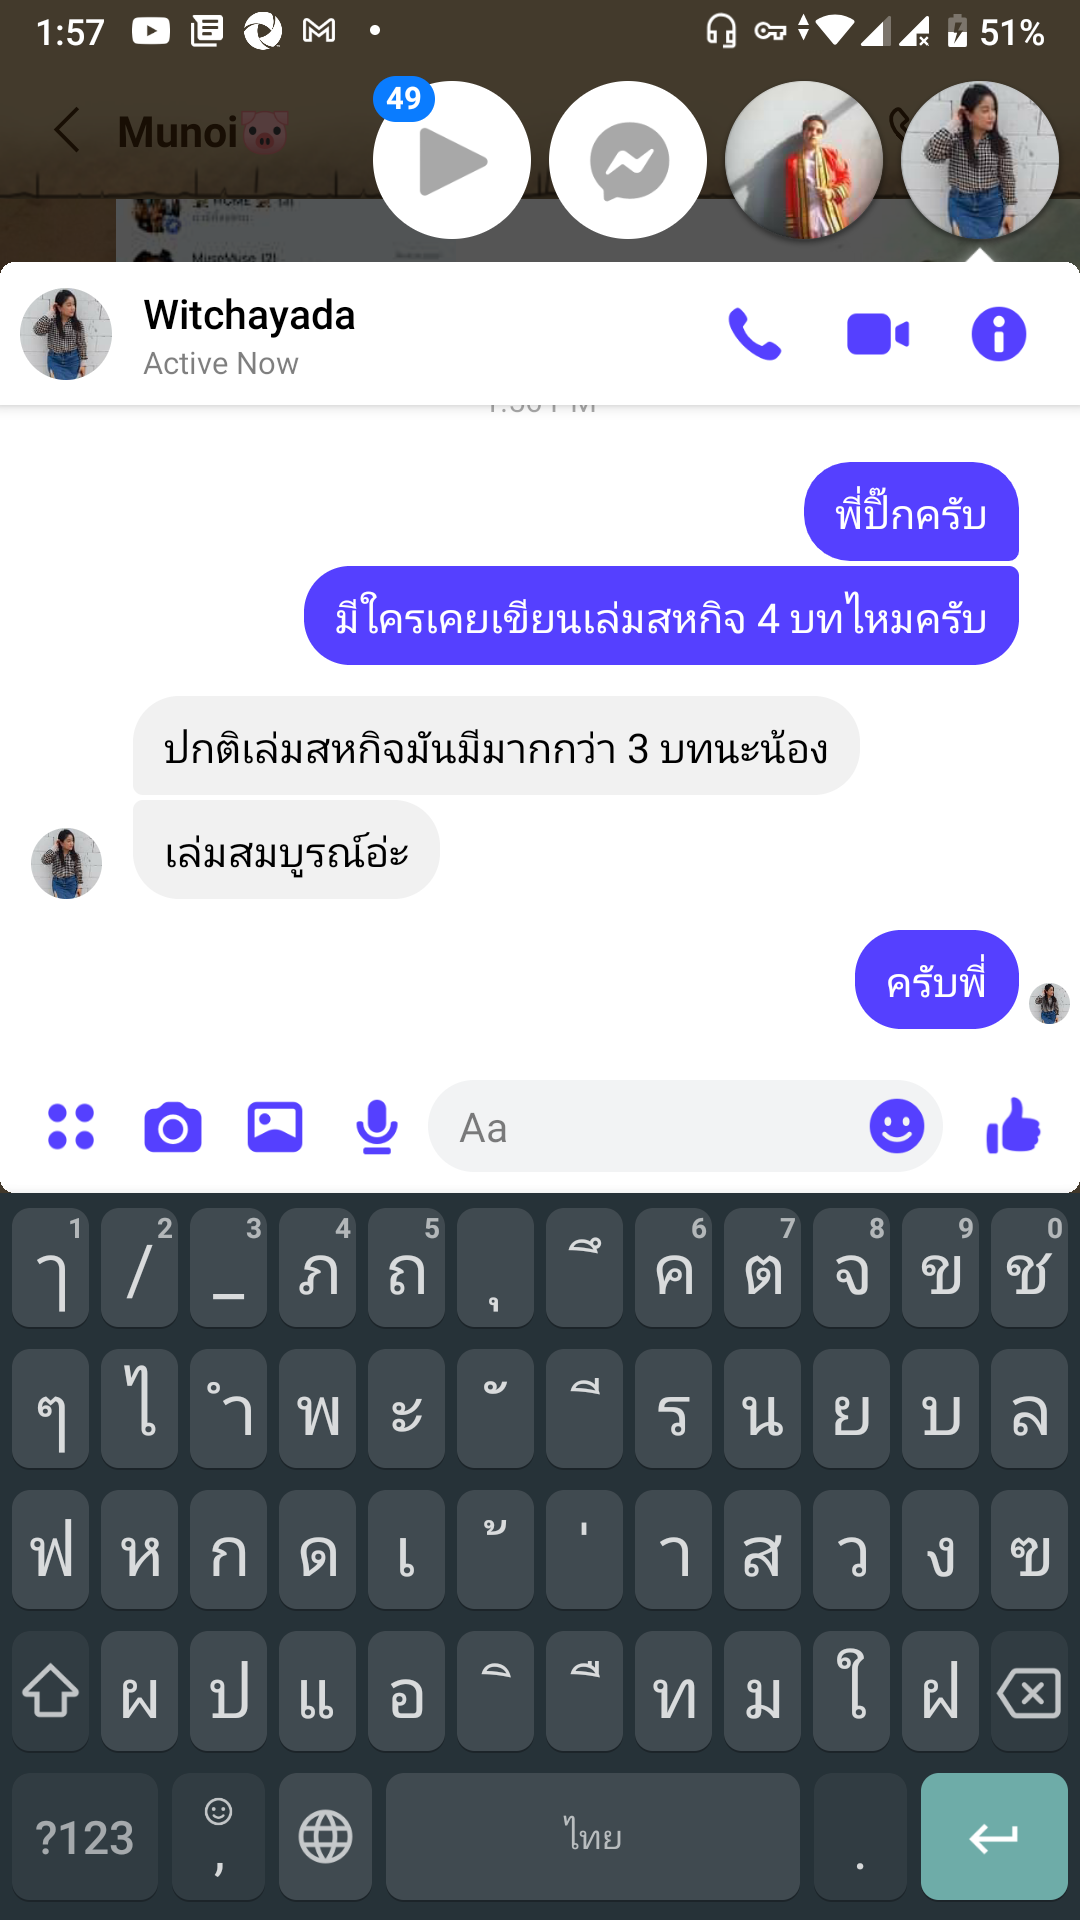 1:57
51%
Munoi🐷
49
Witchayada
Active Now
พี่ปิ๊กครับ
มีใครเคยเขียนเล่มสหกิจ 4 บทไหมครับ
ปกติเล่มสหกิจมันมีมากกว่า 3 บทนะน้อง
เล่มสมบูรณ์อ่ะ
ครับพี่
Aa
1 2 3 4 5 6 7 8 9 0
ๅ / _ ภ ถ ุ ึ ค ต จ ข ช
ๆ ไ ำ พ ะ ั ี ร น ย บ ล
ฟ ห ก ด เ ้ ่ า ส ว ง ฃ
ผ ป แ อ ิ ื ท ม ใ ฝ
?123 , ไทย .